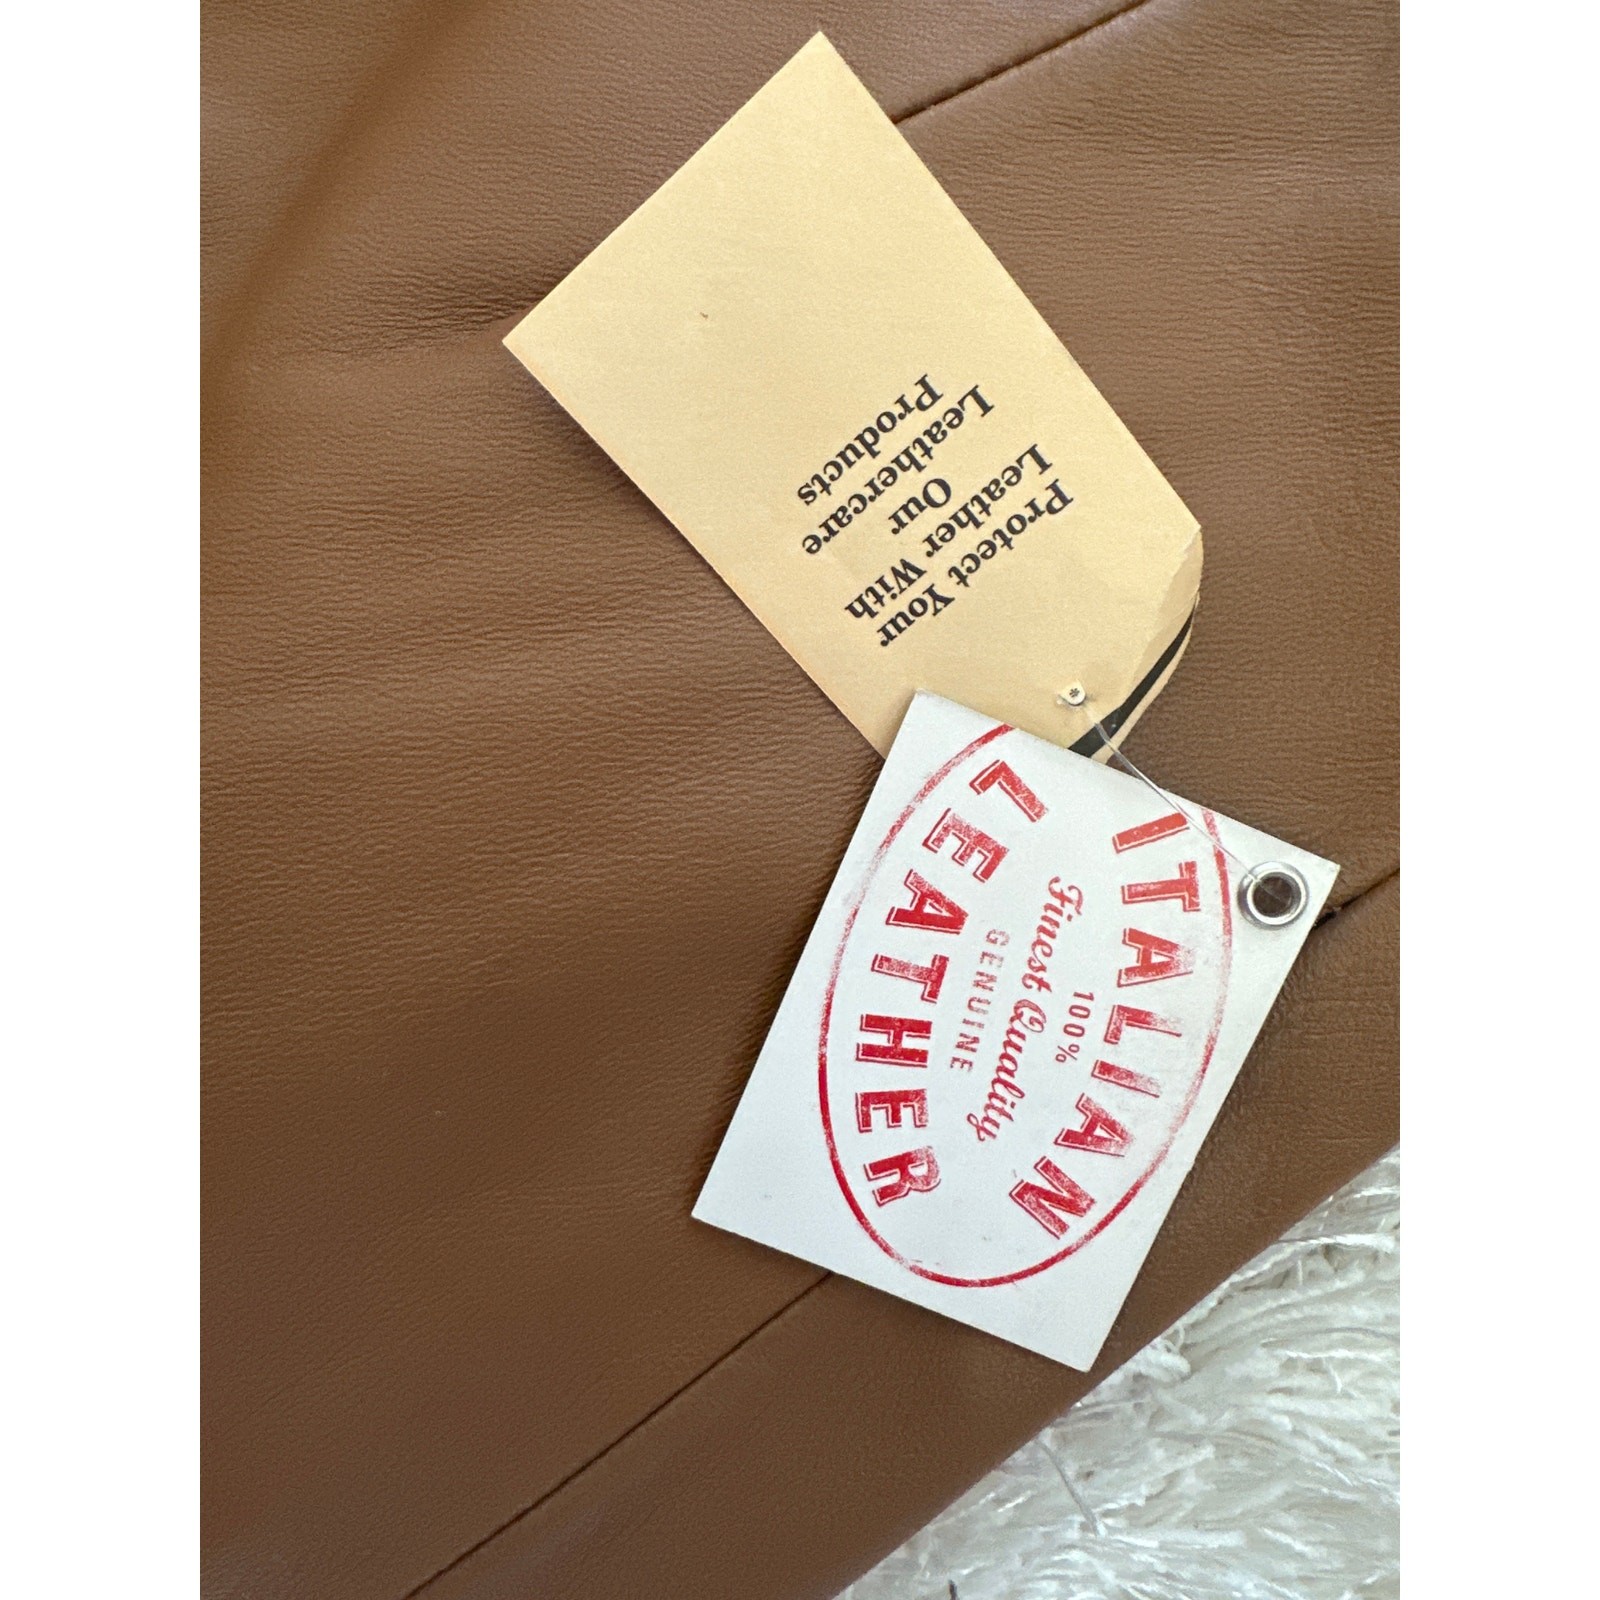 Protect Your
Leather With
Our
Leathercare
Products
ITALIAN
100%
Finest Quality
GENUINE
LEATHER